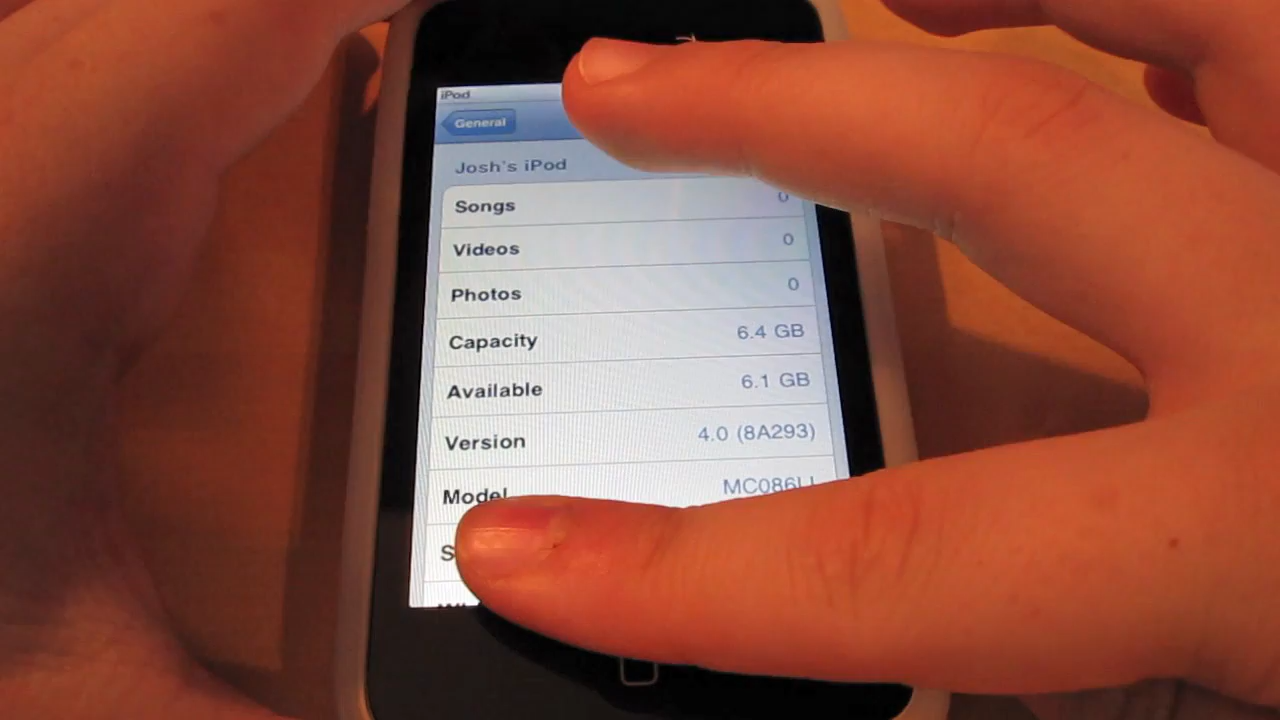 iPod
General
Josh's iPod
Songs 0
Videos 0
Photos 0
Capacity 6.4 GB
Available 6.1 GB
Version 4.0 (8A293)
Model MC086LL